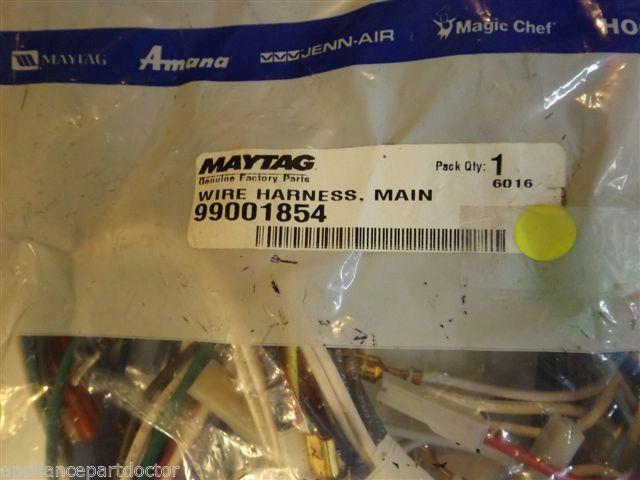 MAYTAG Amana JENN-AIR Magic Chef HO
MAYTAG
Genuine Factory Parts
Pack Qty: 1
6016
WIRE HARNESS, MAIN
99001854
© appliancepartdoctor